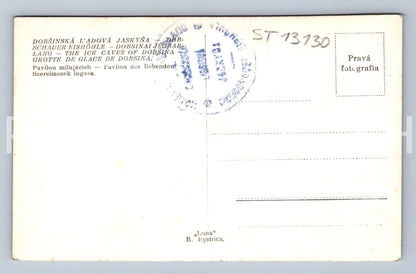 DOBŠINSKÁ ĽADOVÁ JASKYŇA — DOB-
SCHAUER EISHÖHLE — DOBSINAI JÉGBAR-
LANG — THE ICE CAVES OF DOBSINA
GROTTE DE GLACE DE DOBSINA.
Pavilon milujúcich — Pavilon der Liebenden
Szerelmesek lugosa.
ST 13130
Pravá
fotografia
„Luna"
B. Bystrica.